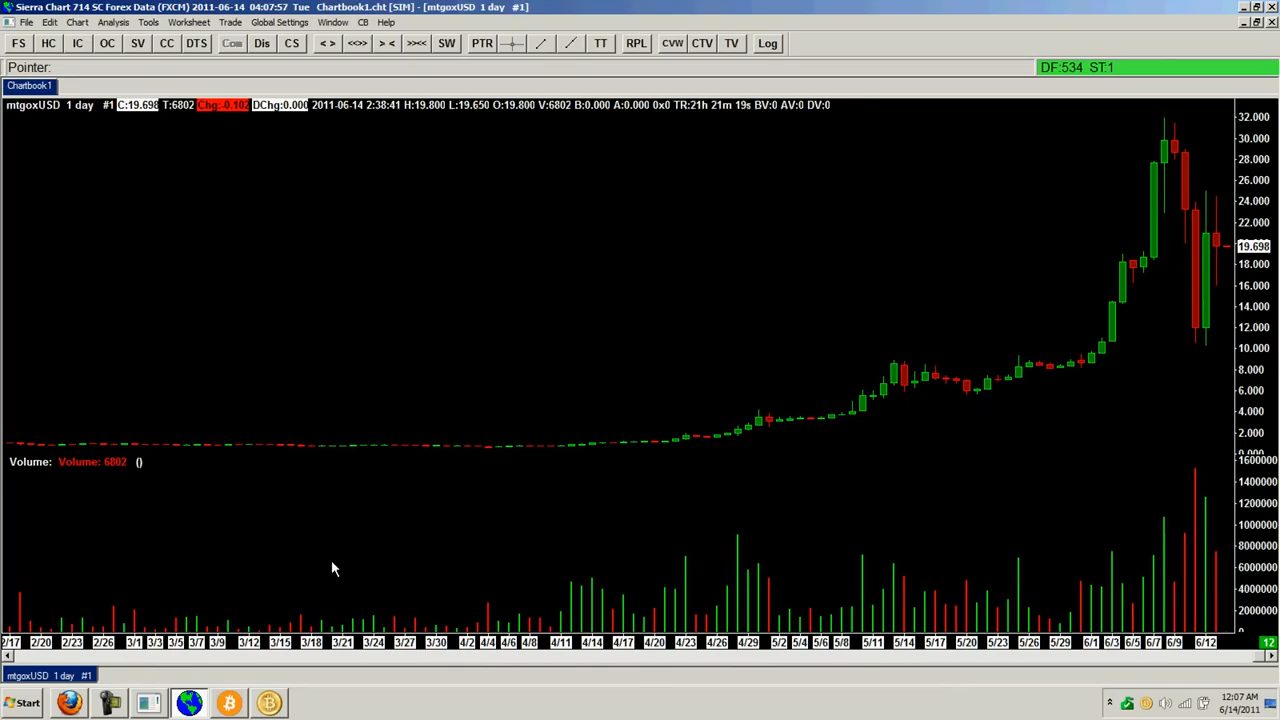 Sierra Chart 714 SC Forex Data (FXCM) 2011-06-14 04:07:57 Tue Chartbook1.cht [SIM] - [mtgoxUSD 1 day #1]
File Edit Chart Analysis Tools Worksheet Trade Global Settings Window CB Help
FS HC IC OC SV CC DTS Com Dis CS < > <<>> > < >><< SW PTR TT RPL CVW CTV TV Log
Pointer: DF:534 ST:1
Chartbook1
mtgoxUSD 1 day #1 C:19.698 T:6802 Chg:-0.102 DChg:0.000 2011-06-14 2:38:41 H:19.800 L:19.650 O:19.800 V:6802 B:0.000 A:0.000 0x0 TR:21h 21m 19s BV:0 AV:0 DV:0
32.000
30.000
28.000
26.000
24.000
22.000
19.698
18.000
16.000
14.000
12.000
10.000
8.000
6.000
4.000
2.000
0.000
Volume: Volume: 6802 ()
1600000
1400000
1200000
1000000
8000000
6000000
4000000
2000000
2/17 2/20 2/23 2/26 3/1 3/3 3/5 3/7 3/9 3/12 3/15 3/18 3/21 3/24 3/27 3/30 4/2 4/4 4/6 4/8 4/11 4/14 4/17 4/20 4/23 4/26 4/29 5/2 5/4 5/6 5/8 5/11 5/14 5/17 5/20 5/23 5/26 5/29 6/1 6/3 6/5 6/7 6/9 6/12 12
mtgoxUSD 1 day #1
Start 12:07 AM
6/14/2011